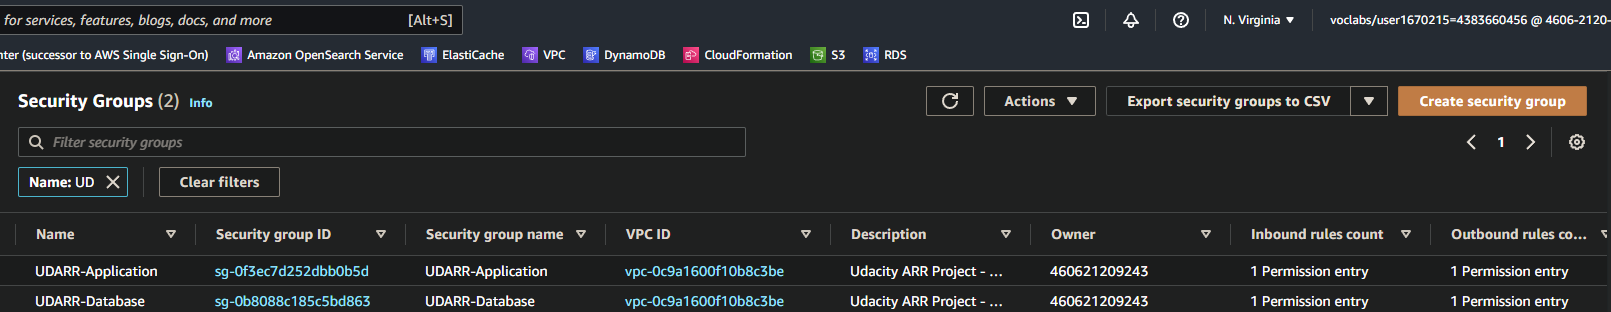 for services, features, blogs, docs, and more [Alt+S] N. Virginia voclabs/user1670215=4383660456 @ 4606-2120-
nter (successor to AWS Single Sign-On) Amazon OpenSearch Service ElastiCache VPC DynamoDB CloudFormation S3 RDS
Security Groups (2) Info Actions Export security groups to CSV Create security group
Filter security groups 1
Name: UD Clear filters
Name Security group ID Security group name VPC ID Description Owner Inbound rules count Outbound rules co...
UDARR-Application sg-0f3ec7d252dbb0b5d UDARR-Application vpc-0c9a1600f10b8c3be Udacity ARR Project - ... 460621209243 1 Permission entry 1 Permission entry
UDARR-Database sg-0b8088c185c5bd863 UDARR-Database vpc-0c9a1600f10b8c3be Udacity ARR Project - ... 460621209243 1 Permission entry 1 Permission entry